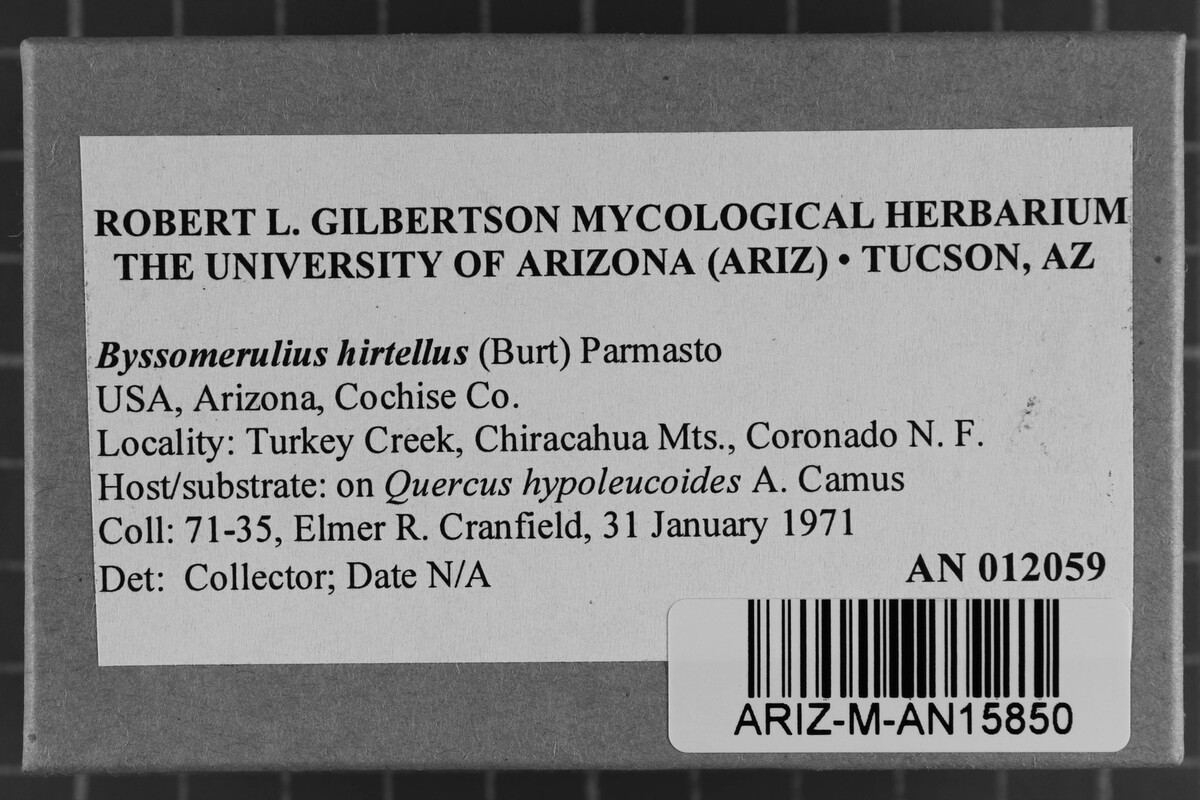 ROBERT L. GILBERTSON MYCOLOGICAL HERBARIUM
THE UNIVERSITY OF ARIZONA (ARIZ) • TUCSON, AZ
Byssomerulius hirtellus (Burt) Parmasto
USA, Arizona, Cochise Co.
Locality: Turkey Creek, Chiracahua Mts., Coronado N. F.
Host/substrate: on Quercus hypoleucoides A. Camus
Coll: 71-35, Elmer R. Cranfield, 31 January 1971
Det: Collector; Date N/A
AN 012059
ARIZ-M-AN15850